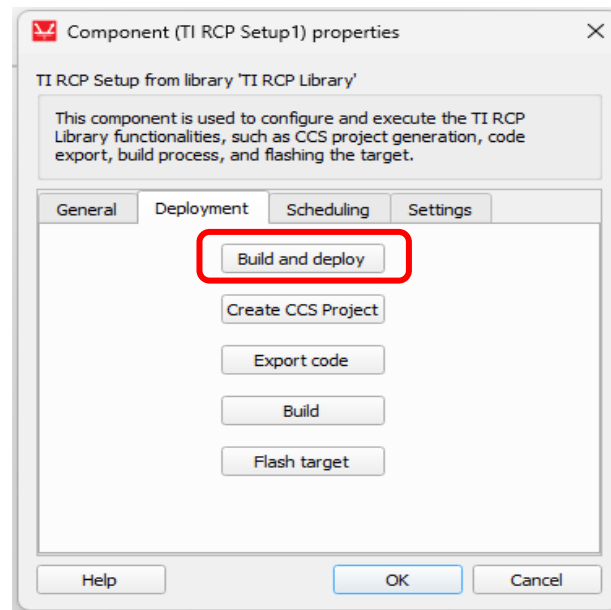 Component (TI RCP Setup1) properties
TI RCP Setup from library 'TI RCP Library'
This component is used to configure and execute the TI RCP
Library functionalities, such as CCS project generation, code
export, build process, and flashing the target.
General Deployment Scheduling Settings
Build and deploy
Create CCS Project
Export code
Build
Flash target
Help OK Cancel